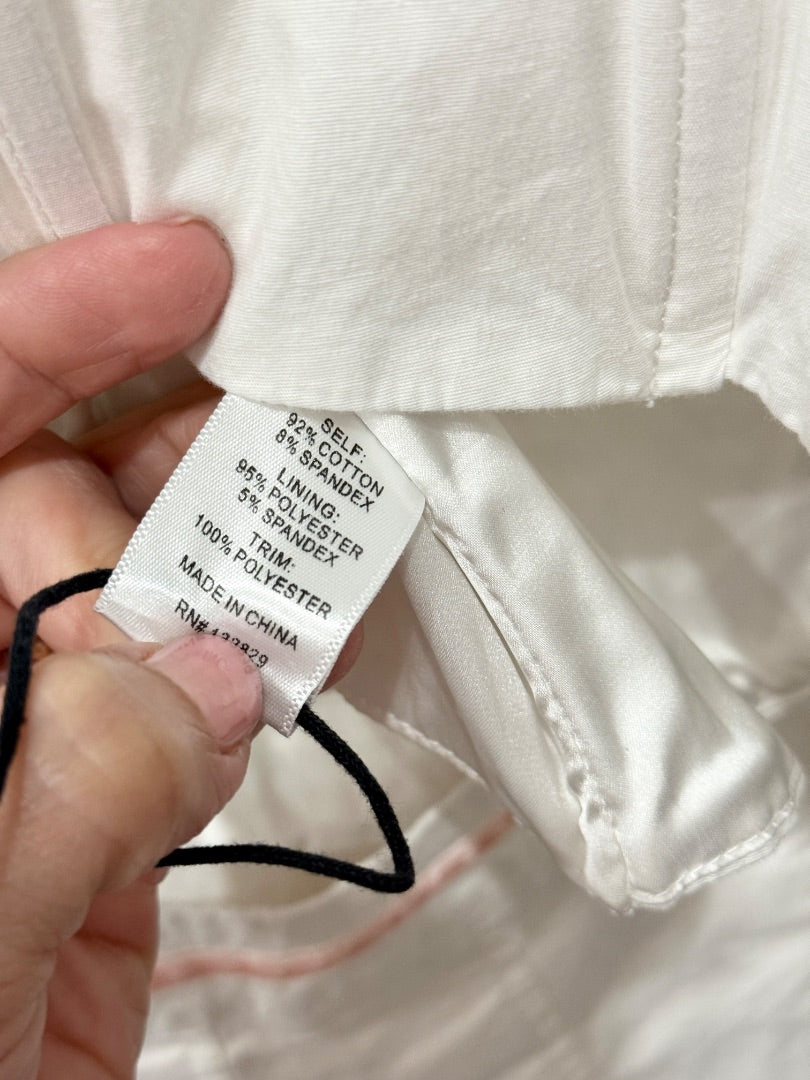 SELF:
92% COTTON
8% SPANDEX
LINING:
95% POLYESTER
5% SPANDEX
TRIM:
100% POLYESTER
MADE IN CHINA